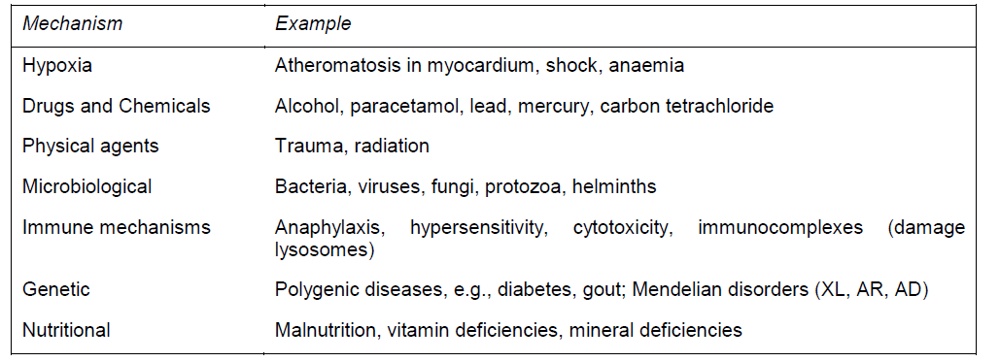 Mechanism Example
Hypoxia Atheromatosis in myocardium, shock, anaemia
Drugs and Chemicals Alcohol, paracetamol, lead, mercury, carbon tetrachloride
Physical agents Trauma, radiation
Microbiological Bacteria, viruses, fungi, protozoa, helminths
Immune mechanisms Anaphylaxis, hypersensitivity, cytotoxicity, immunocomplexes (damage
lysosomes)
Genetic Polygenic diseases, e.g., diabetes, gout; Mendelian disorders (XL, AR, AD)
Nutritional Malnutrition, vitamin deficiencies, mineral deficiencies